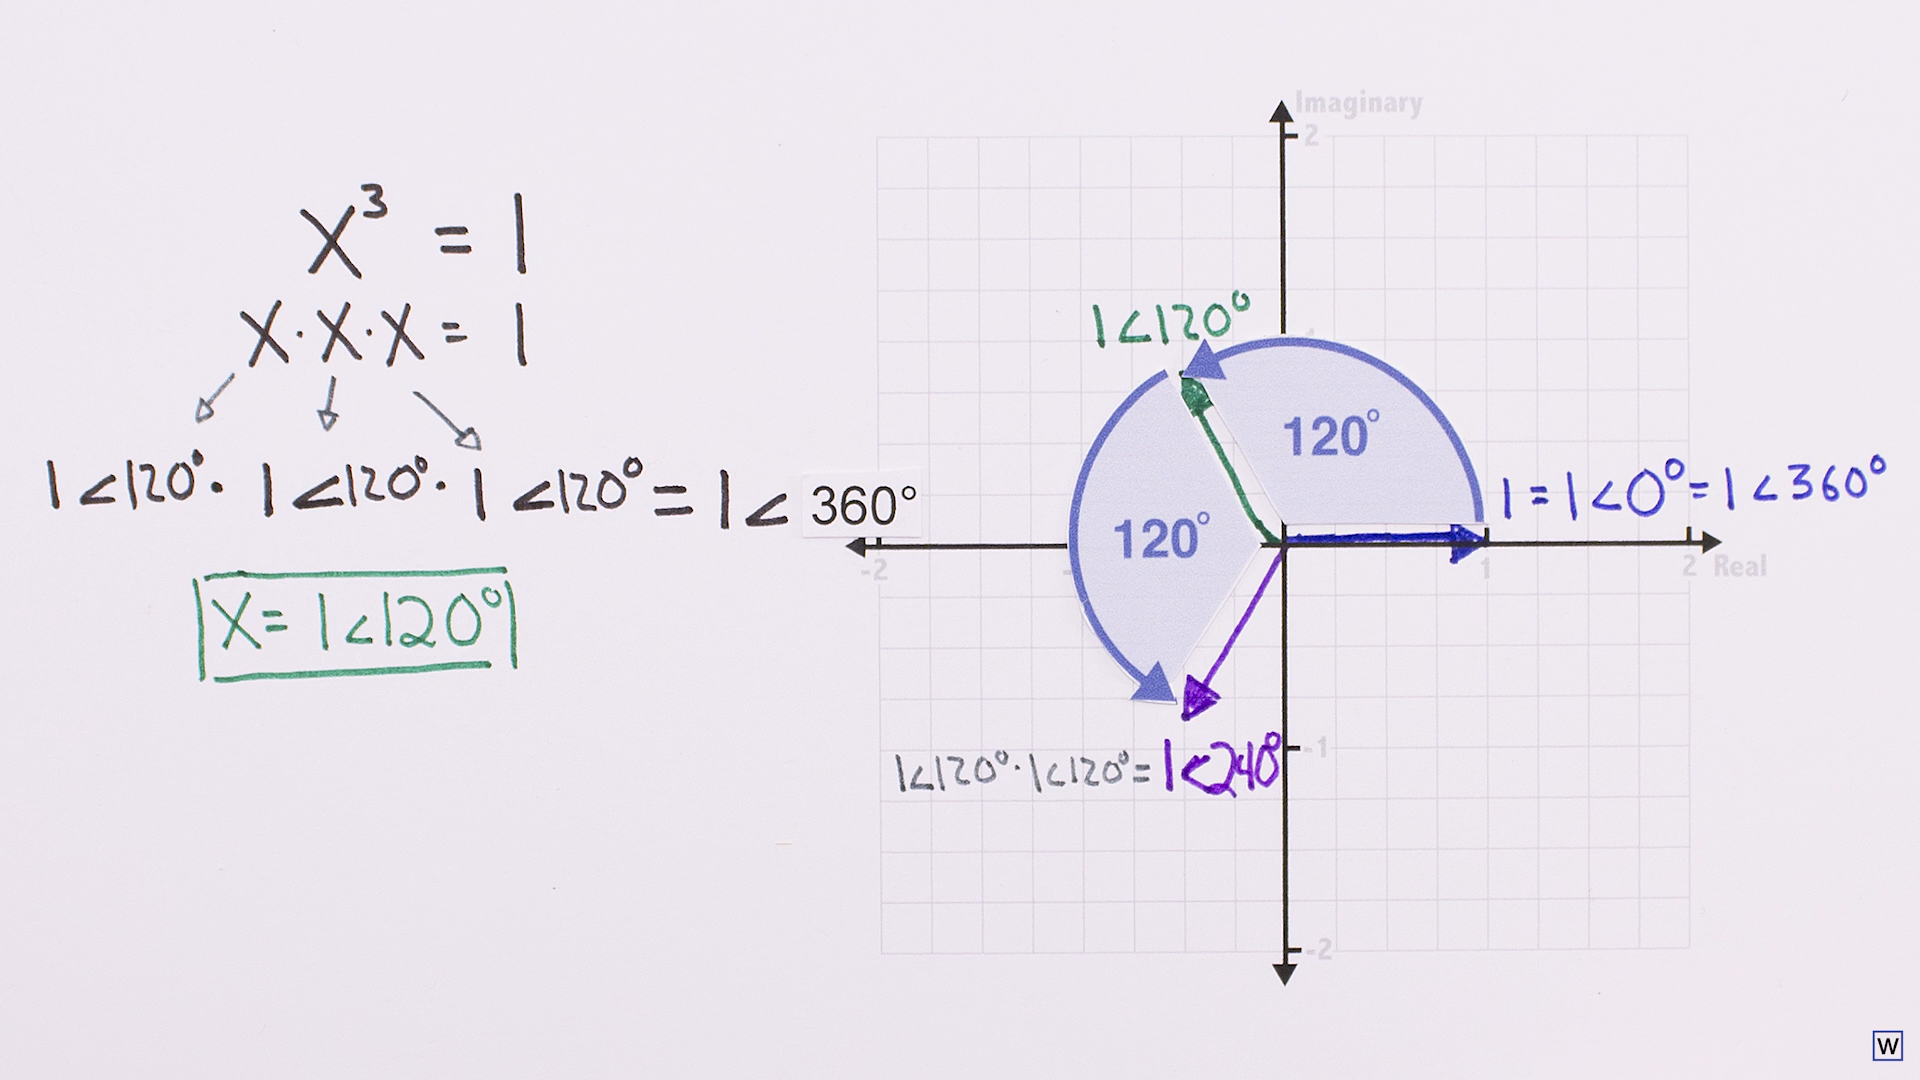 x³ = 1
x·x·x = 1
1<120°· 1<120°· 1<120° = 1< 360°
x= 1<120°
Imaginary
2
1<120°
120°
1 = 1<0° = 1<360°
120°
-2
1
2 Real
-1
1<120°·1<120°= 1<240°
-2
W